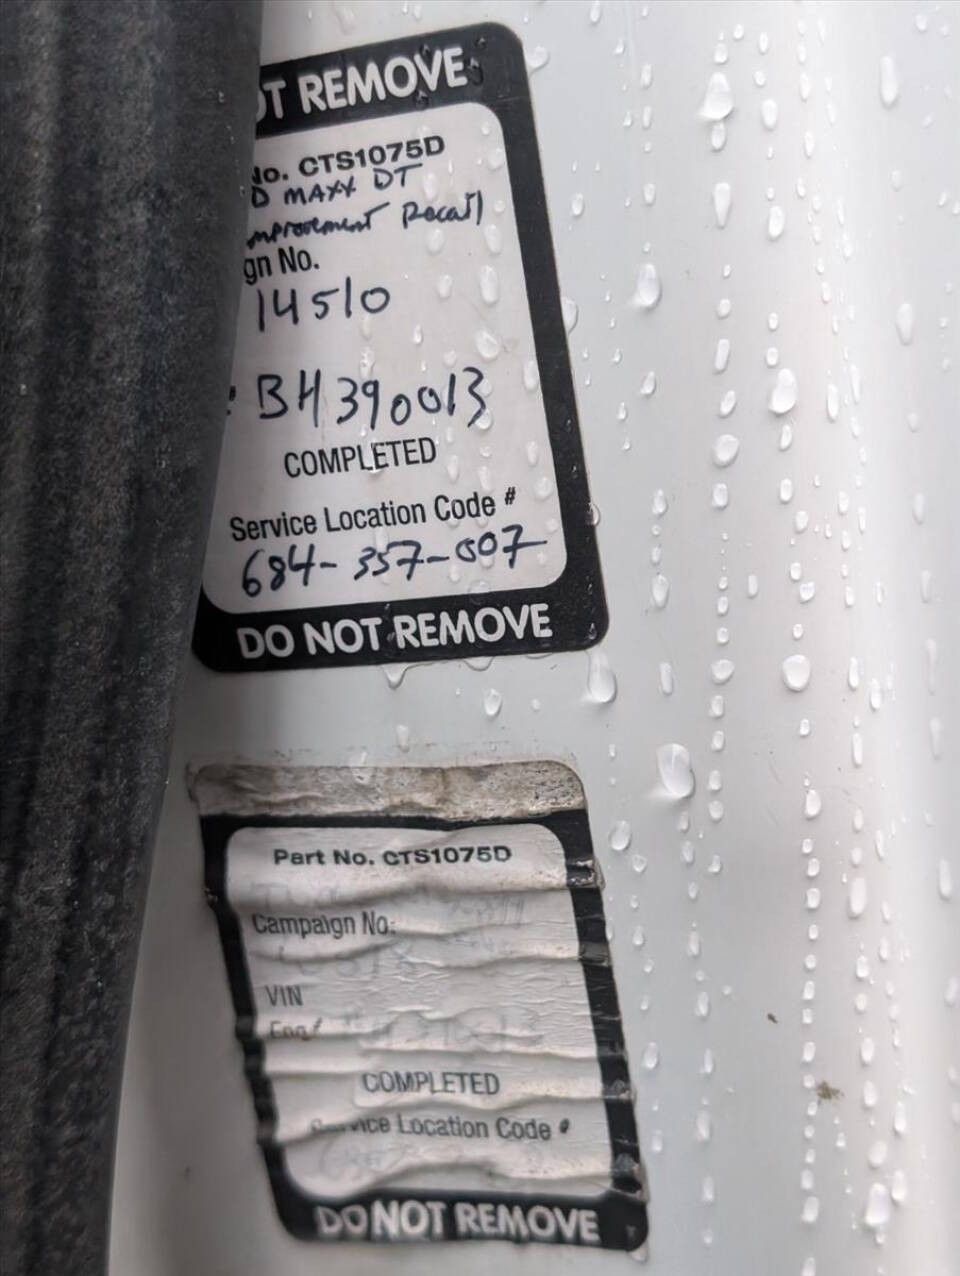 OT REMOVE
No. CTS1075D
D MAXX DT
mprovement Recall
gn No.
14510
BH390013
COMPLETED
Service Location Code #
684-357-007
DO NOT REMOVE
Part No. CTS1075D
Campaign No:
VIN
COMPLETED
Service Location Code #
DO NOT REMOVE